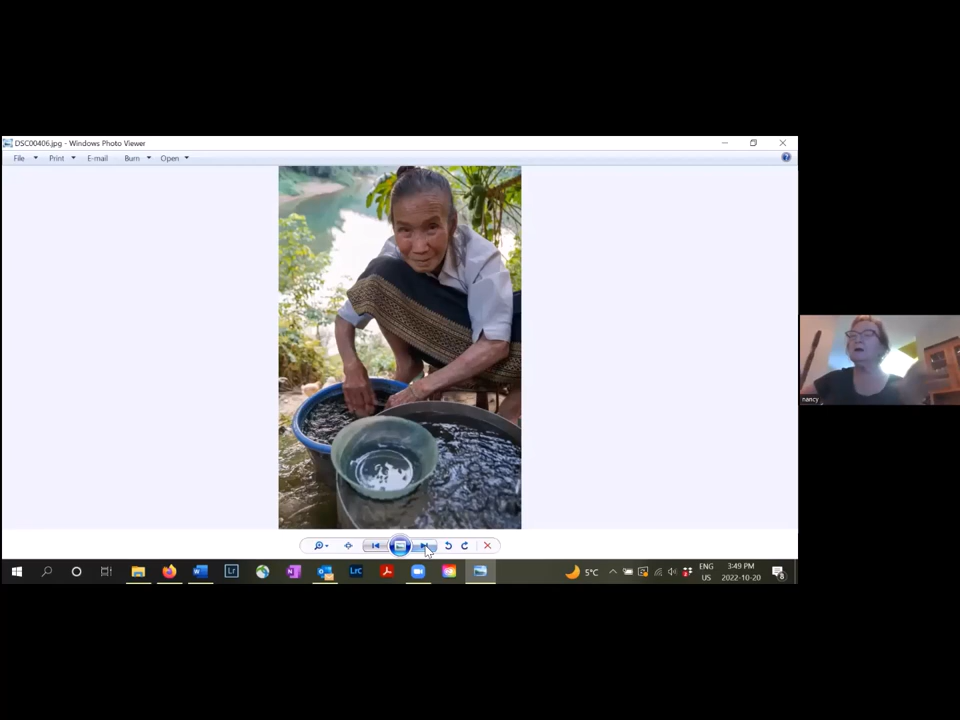 DSC00406.jpg - Windows Photo Viewer
File Print E-mail Burn Open
nancy
5°C
ENG
US
3:49 PM
2022-10-20
8